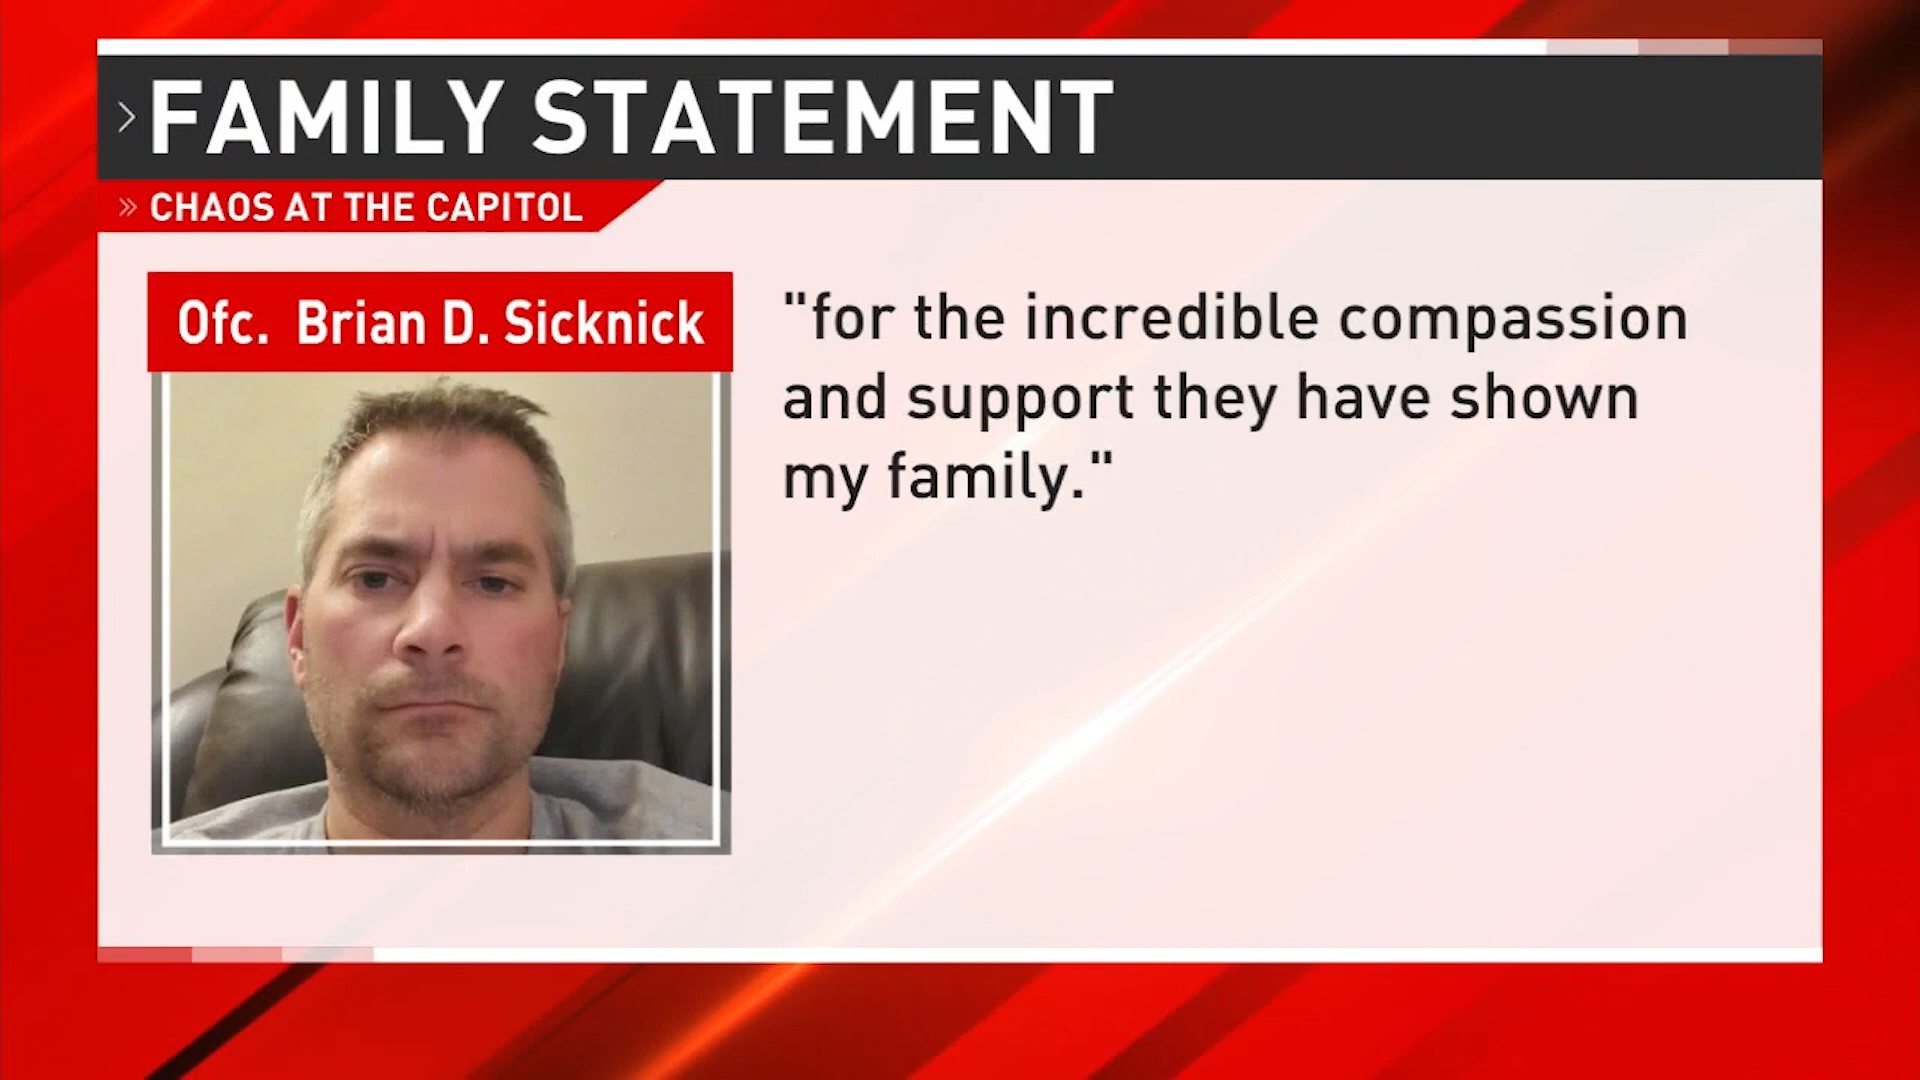 FAMILY STATEMENT
CHAOS AT THE CAPITOL
Ofc. Brian D. Sicknick
"for the incredible compassion
and support they have shown
my family."